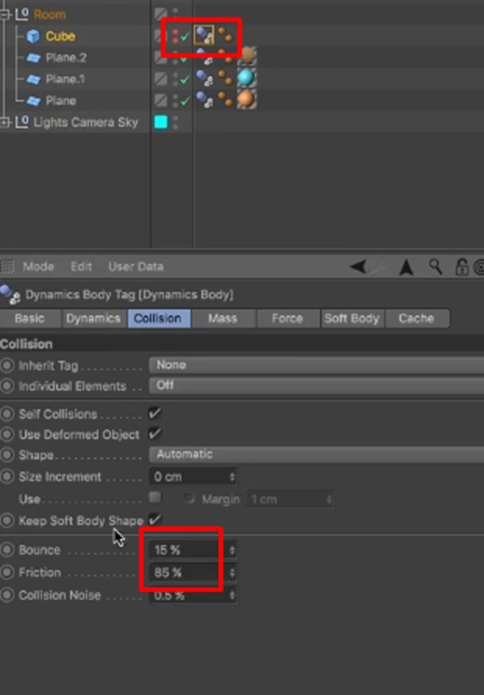 Room
Cube
Plane.2
Plane.1
Plane
Lights Camera Sky
Mode Edit User Data
Dynamics Body Tag [Dynamics Body]
Basic Dynamics Collision Mass Force Soft Body Cache
Collision
Inherit Tag ........ None
Individual Elements .. Off
Self Collisions ......
Use Deformed Object
Shape ............ Automatic
Size Increment ..... 0 cm
Use ............. Margin 1 cm
Keep Soft Body Shape
Bounce ......... 15 %
Friction ......... 85 %
Collision Noise ..... 0.5 %